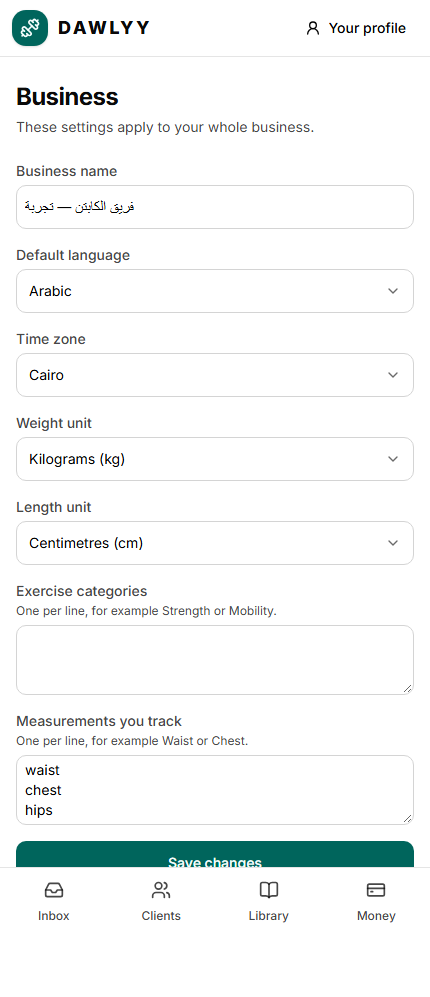 DAWLYY
Your profile
Business
These settings apply to your whole business.
Business name
فريق الكابتن — تجربة
Default language
Arabic
Time zone
Cairo
Weight unit
Kilograms (kg)
Length unit
Centimetres (cm)
Exercise categories
One per line, for example Strength or Mobility.
Measurements you track
One per line, for example Waist or Chest.
waist
chest
hips
Save changes
Inbox
Clients
Library
Money